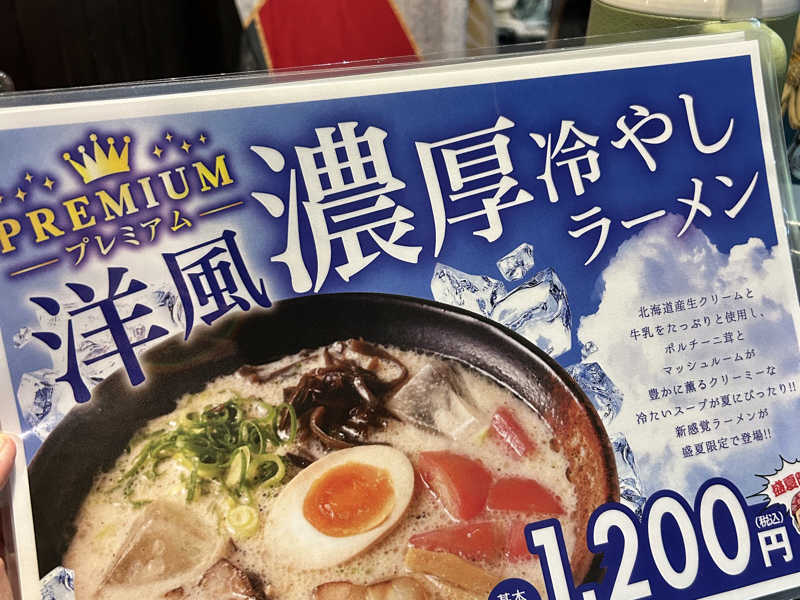 PREMIUM
プレミアム
洋風濃厚冷やし
ラーメン
北海道産生クリームと
牛乳をたっぷりと使用し、
ポルチーニ茸と
マッシュルームが
豊かに薫るクリーミーな
冷たいスープが夏にぴったり!!
新感覚ラーメンが
盛夏限定で登場!!
盛夏
基本
1,200円
(税込)